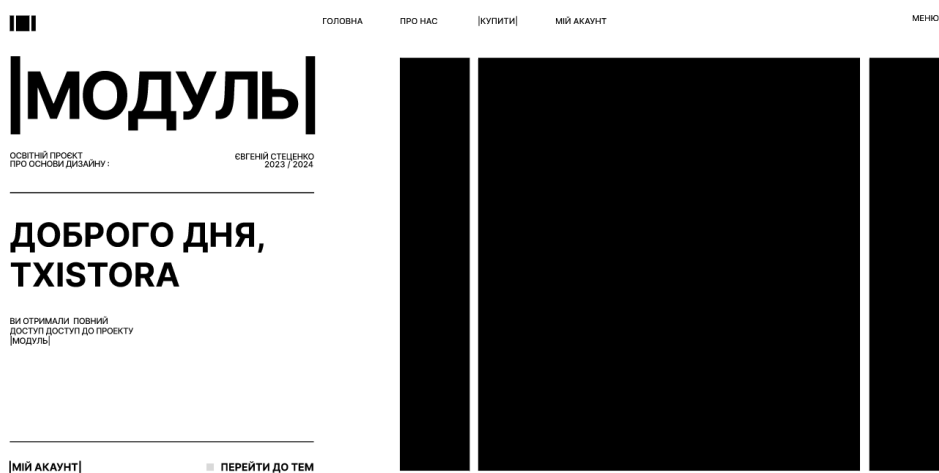 ГОЛОВНА
ПРО НАС
|КУПИТИ|
МІЙ АКАУНТ
МЕНЮ
|МОДУЛЬ|
ОСВІТНІЙ ПРОЄКТ
ПРО ОСНОВИ ДИЗАЙНУ :
ЄВГЕНІЙ СТЕЦЕНКО
2023 / 2024
ДОБРОГО ДНЯ,
TXISTORA
ВИ ОТРИМАЛИ ПОВНИЙ
ДОСТУП ДОСТУП ДО ПРОЕКТУ
|МОДУЛЬ|
|МІЙ АКАУНТ|
ПЕРЕЙТИ ДО ТЕМ